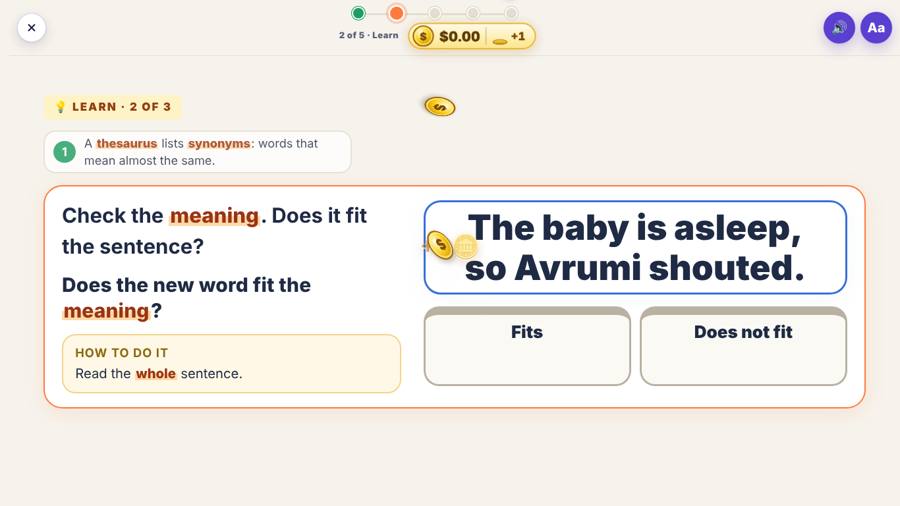 ✕
2 of 5 · Learn
$ $0.00 +1
🔊 Aa
💡 LEARN · 2 OF 3
1
A thesaurus lists synonyms: words that
mean almost the same.
Check the meaning. Does it fit
the sentence?
Does the new word fit the
meaning?
HOW TO DO IT
Read the whole sentence.
The baby is asleep,
so Avrumi shouted.
Fits
Does not fit